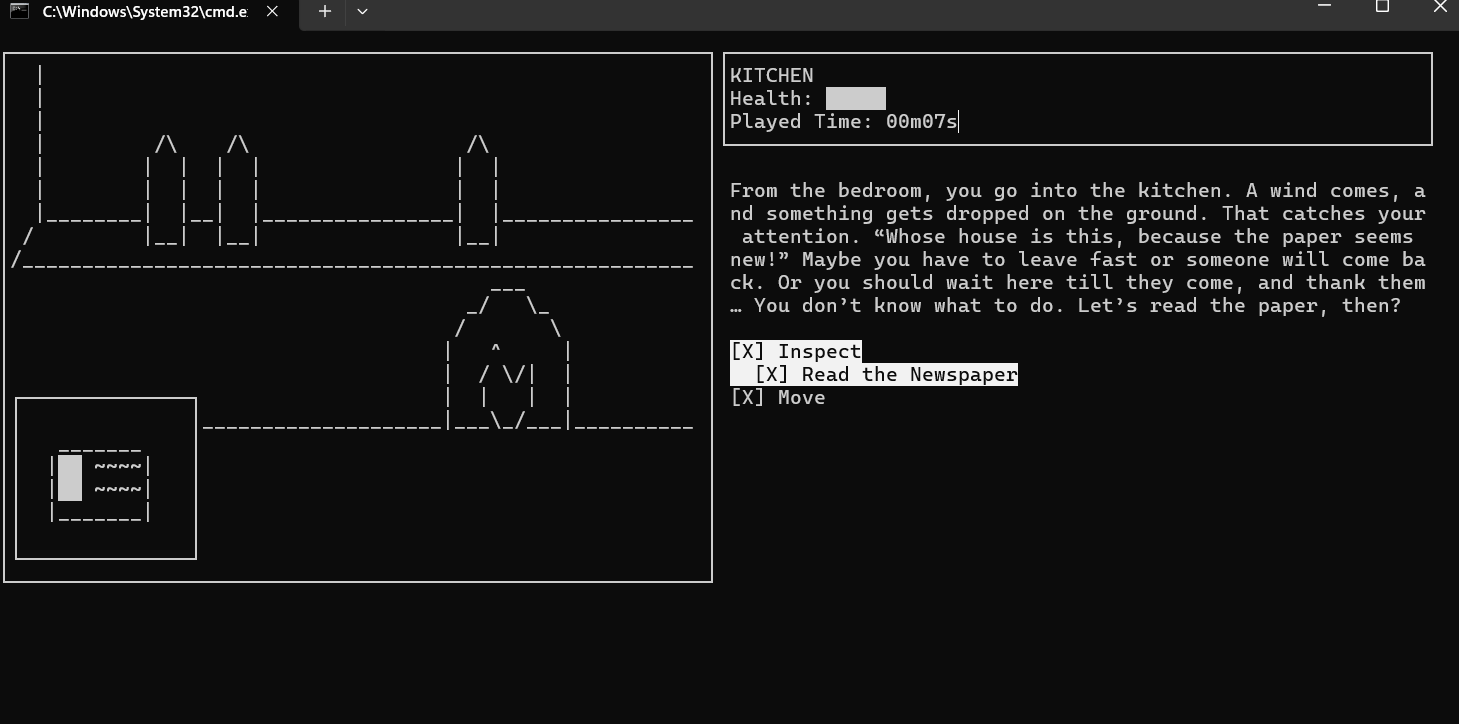 C:\Windows\System32\cmd.e
KITCHEN
Health:
Played Time: 00m07s
From the bedroom, you go into the kitchen. A wind comes, a
nd something gets dropped on the ground. That catches your
 attention. “Whose house is this, because the paper seems
new!” Maybe you have to leave fast or someone will come ba
ck. Or you should wait here till they come, and thank them
… You don’t know what to do. Let’s read the paper, then?
[X] Inspect
[X] Read the Newspaper
[X] Move